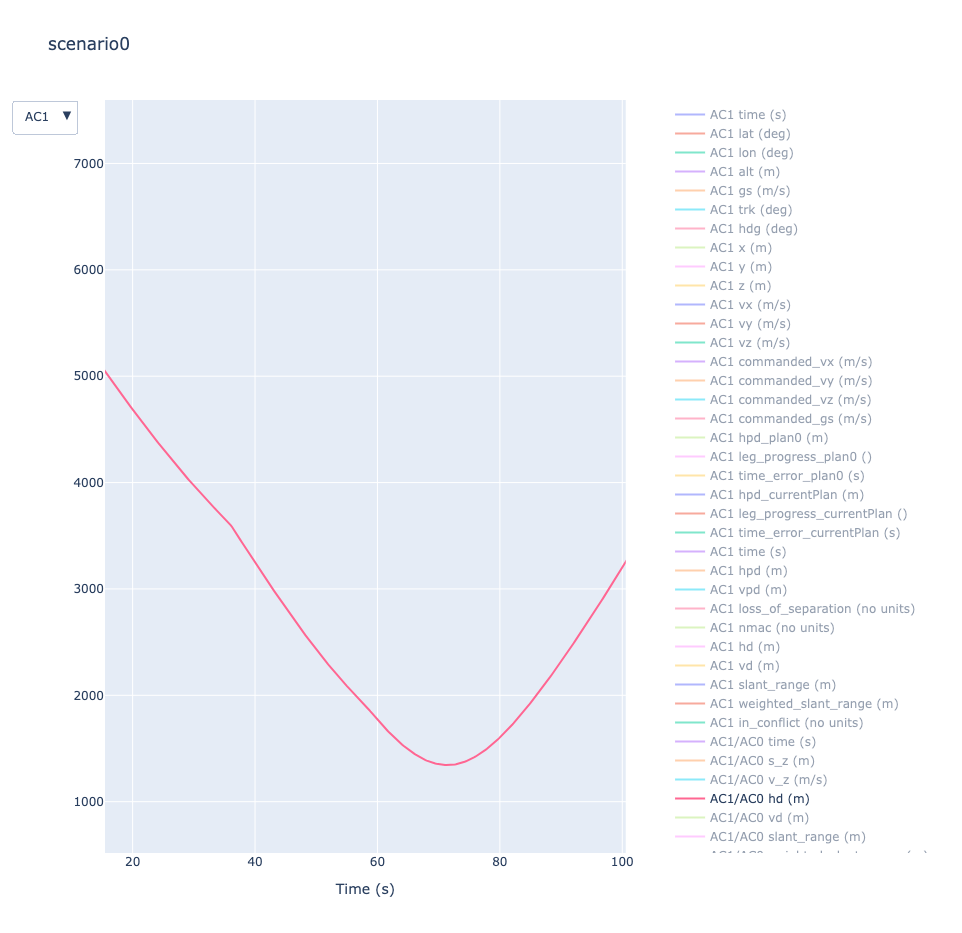 scenario0
AC1 ▼
7000
6000
5000
4000
3000
2000
1000
20 40 60 80 100
Time (s)
AC1 time (s)
AC1 lat (deg)
AC1 lon (deg)
AC1 alt (m)
AC1 gs (m/s)
AC1 trk (deg)
AC1 hdg (deg)
AC1 x (m)
AC1 y (m)
AC1 z (m)
AC1 vx (m/s)
AC1 vy (m/s)
AC1 vz (m/s)
AC1 commanded_vx (m/s)
AC1 commanded_vy (m/s)
AC1 commanded_vz (m/s)
AC1 commanded_gs (m/s)
AC1 hpd_plan0 (m)
AC1 leg_progress_plan0 ()
AC1 time_error_plan0 (s)
AC1 hpd_currentPlan (m)
AC1 leg_progress_currentPlan ()
AC1 time_error_currentPlan (s)
AC1 time (s)
AC1 hpd (m)
AC1 vpd (m)
AC1 loss_of_separation (no units)
AC1 nmac (no units)
AC1 hd (m)
AC1 vd (m)
AC1 slant_range (m)
AC1 weighted_slant_range (m)
AC1 in_conflict (no units)
AC1/AC0 time (s)
AC1/AC0 s_z (m)
AC1/AC0 v_z (m/s)
AC1/AC0 hd (m)
AC1/AC0 vd (m)
AC1/AC0 slant_range (m)